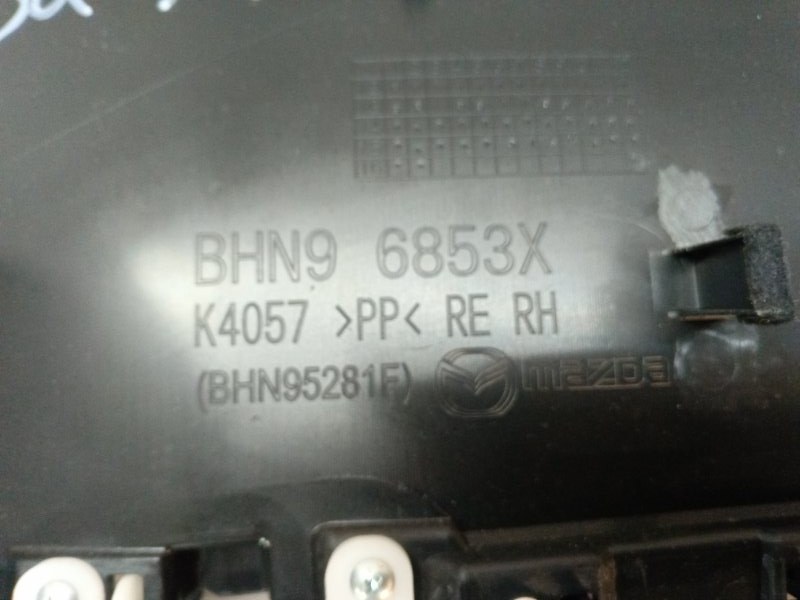 BHN9 6853X
K4057 >PP< RE RH
(BHN95281F) mazda